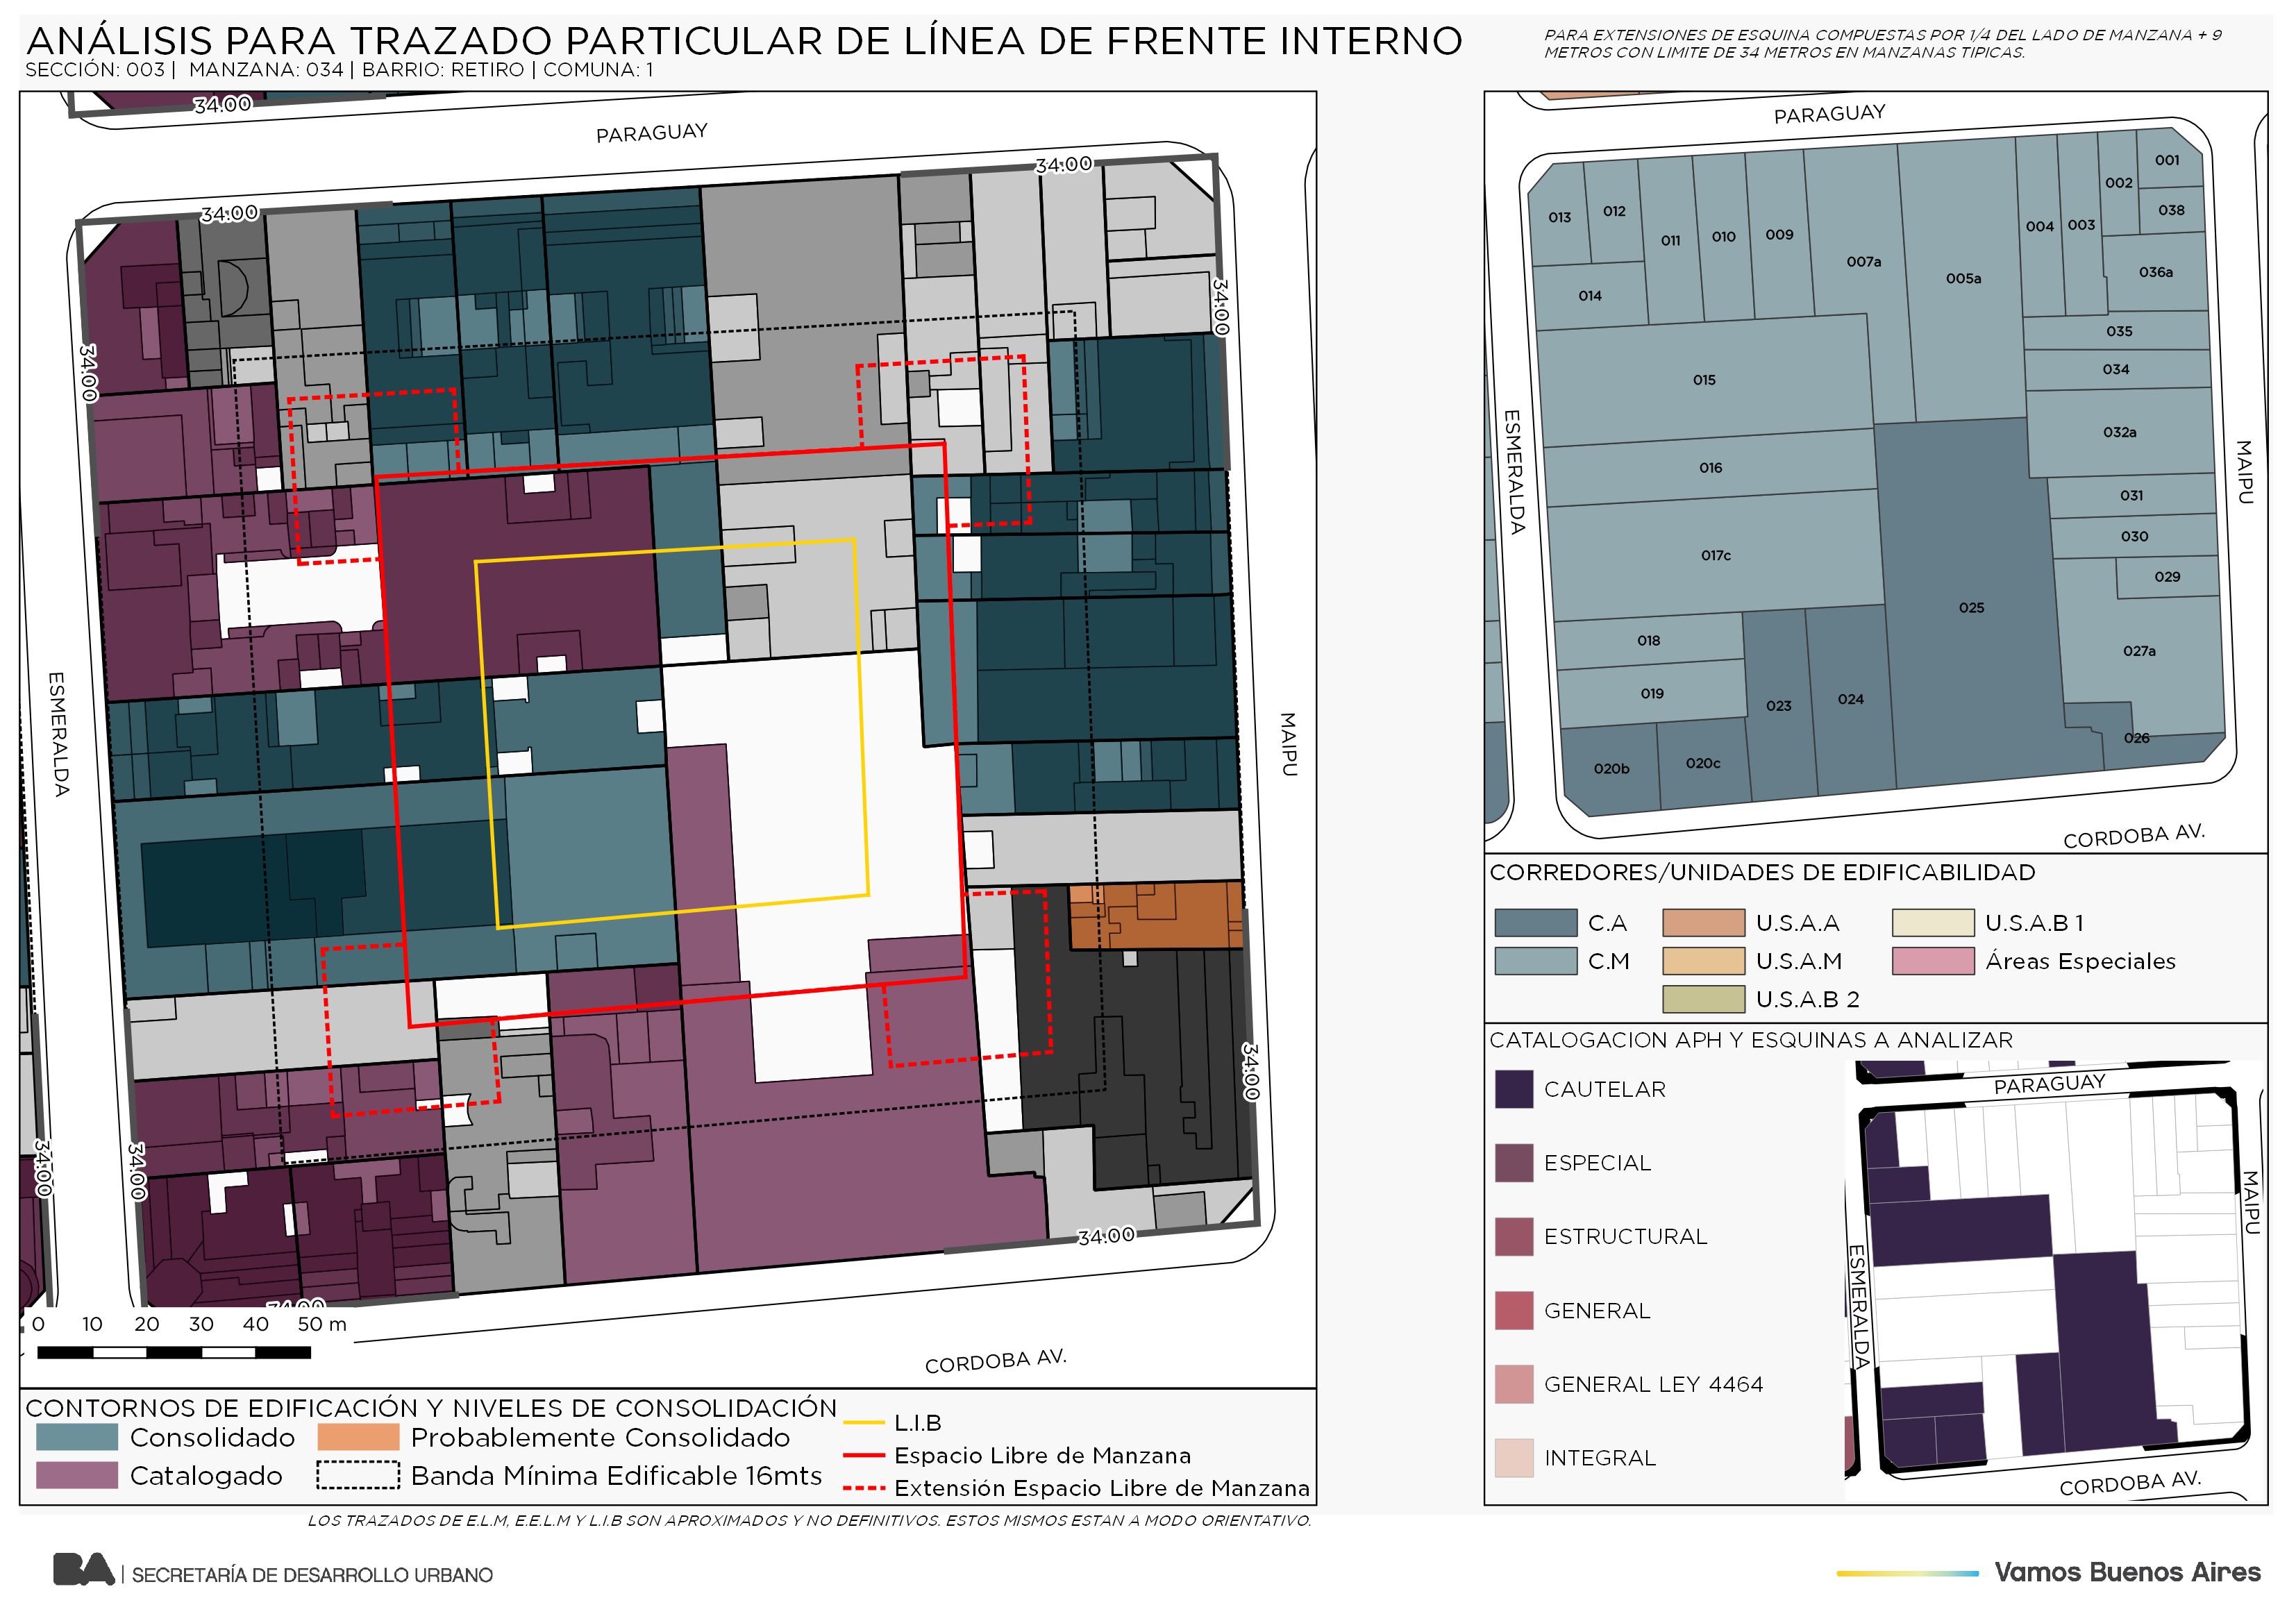 ANÁLISIS PARA TRAZADO PARTICULAR DE LÍNEA DE FRENTE INTERNO
SECCIÓN: 003 | MANZANA: 034 | BARRIO: RETIRO | COMUNA: 1
PARA EXTENSIONES DE ESQUINA COMPUESTAS POR 1/4 DEL LADO DE MANZANA + 9
METROS CON LIMITE DE 34 METROS EN MANZANAS TIPICAS.
34.00
PARAGUAY
34.00
34.00
34.00
34.00
ESMERALDA
MAIPU
34.00
34.00
34.00
34.00
34.00
CORDOBA AV.
0 10 20 30 40 50 m
CONTORNOS DE EDIFICACIÓN Y NIVELES DE CONSOLIDACIÓN
Consolidado
Catalogado
Probablemente Consolidado
Banda Mínima Edificable 16mts
L.I.B
Espacio Libre de Manzana
Extensión Espacio Libre de Manzana
LOS TRAZADOS DE E.L.M, E.E.L.M Y L.I.B SON APROXIMADOS Y NO DEFINITIVOS. ESTOS MISMOS ESTAN A MODO ORIENTATIVO.
PARAGUAY
ESMERALDA
MAIPU
CORDOBA AV.
001
002
013
012
038
004
003
011
010
009
007a
005a
036a
014
035
034
015
032a
016
031
030
017c
029
025
018
027a
019
023
024
026
020b
020c
CORREDORES/UNIDADES DE EDIFICABILIDAD
C.A
C.M
U.S.A.A
U.S.A.M
U.S.A.B 2
U.S.A.B 1
Áreas Especiales
CATALOGACION APH Y ESQUINAS A ANALIZAR
CAUTELAR
ESPECIAL
ESTRUCTURAL
GENERAL
GENERAL LEY 4464
INTEGRAL
PARAGUAY
MAIPU
ESMERALDA
CORDOBA AV.
BA | SECRETARÍA DE DESARROLLO URBANO
Vamos Buenos Aires